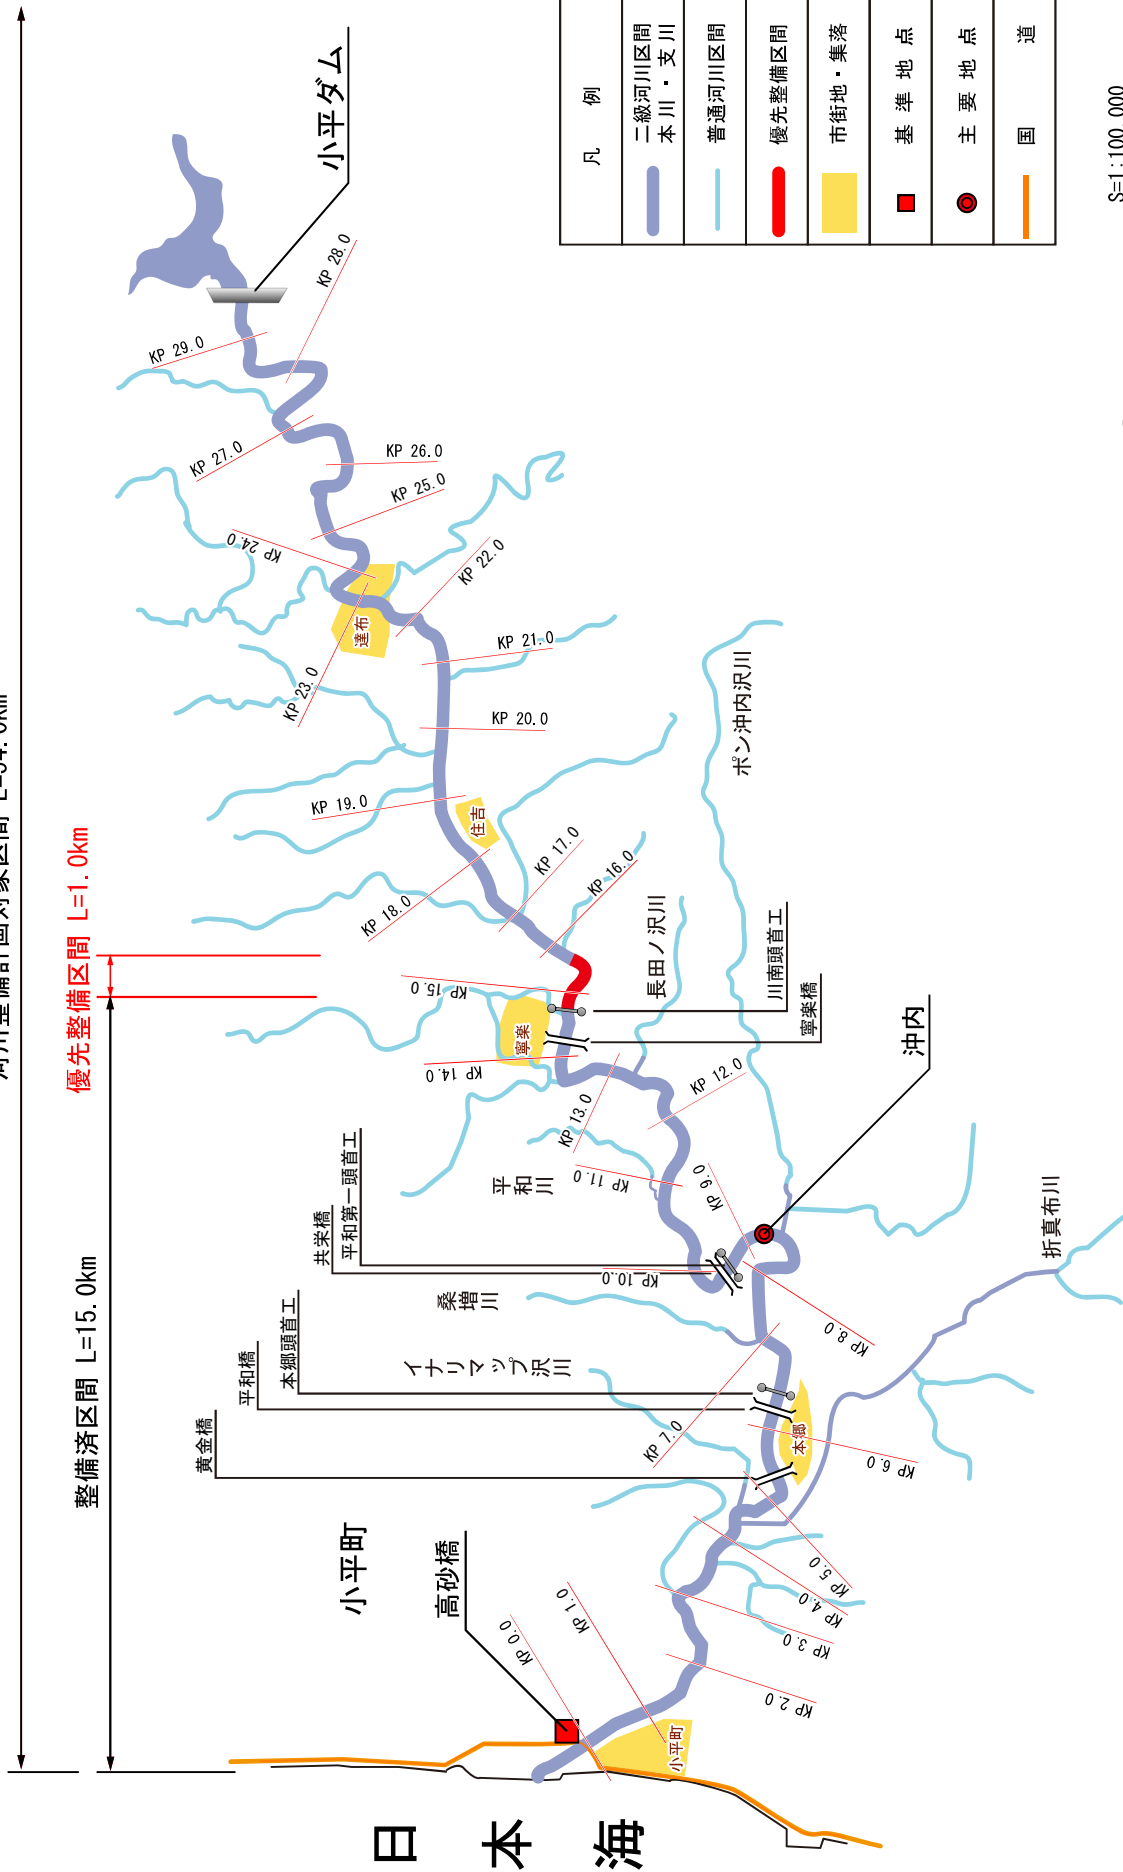 優先整備区間 L=1.0km
整備済区間 L=15.0km
小平ダム
凡 例
二級河川区間
本川・支川
普通河川区間
優先整備区間
市街地・集落
基準地点
主要地点
国道
S=1:100,000
KP 29.0
KP 28.0
KP 27.0
KP 26.0
KP 25.0
KP 24.0
達布
KP 23.0
KP 22.0
KP 21.0
KP 20.0
KP 19.0
住吉
KP 18.0
KP 17.0
KP 16.0
KP 15.0
寧楽
KP 14.0
KP 13.0
KP 12.0
KP 11.0
KP 10.0
KP 9.0
KP 8.0
KP 7.0
KP 6.0
KP 5.0
KP 4.0
KP 3.0
KP 2.0
KP 1.0
KP 0.0
ポン沖内沢川
長田ノ沢川
川南頭首工
寧楽橋
沖内
平和川
平和第一頭首工
共栄橋
桑増川
イナリマップ沢川
本郷頭首工
平和橋
黄金橋
本郷
折真布川
小平町
高砂橋
小平町
日本海